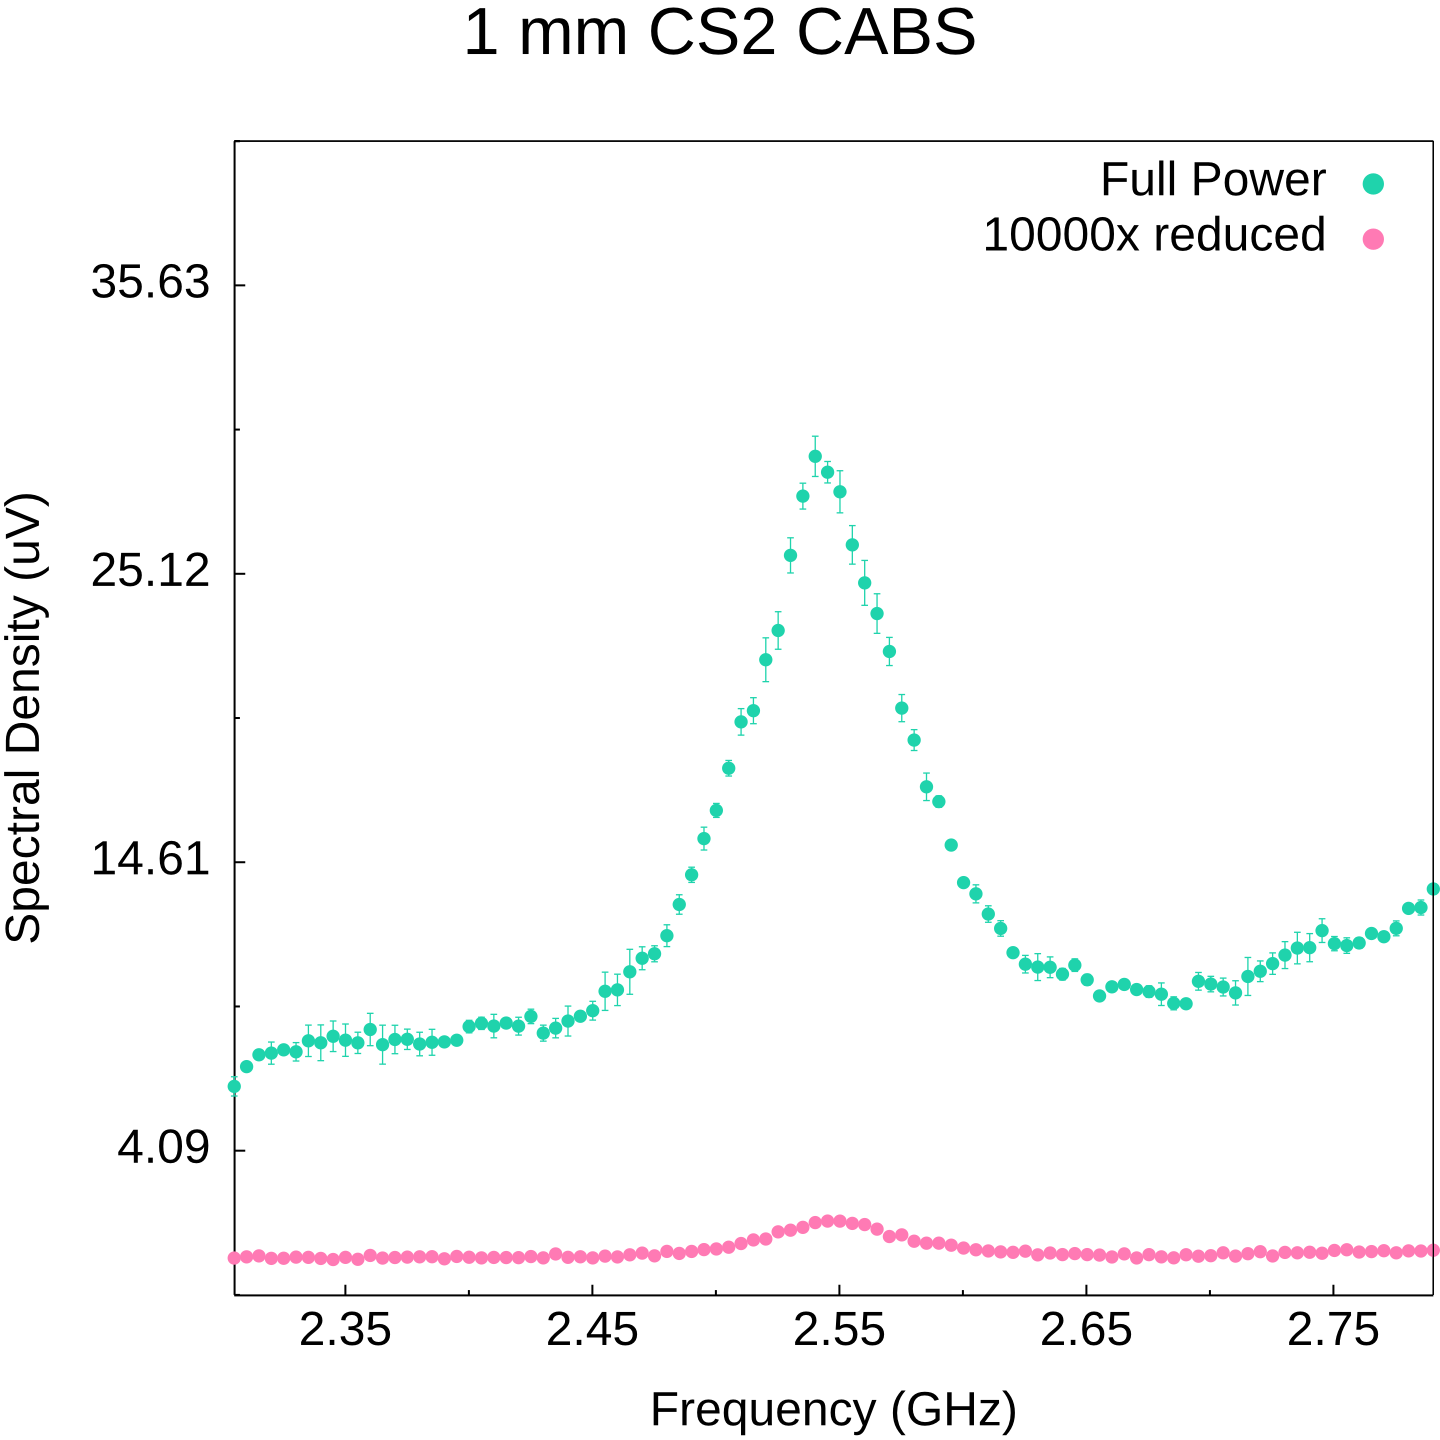 1 mm CS2 CABS
Full Power
10000x reduced
35.63
25.12
14.61
4.09
Spectral Density (uV)
2.35 2.45 2.55 2.65 2.75
Frequency (GHz)